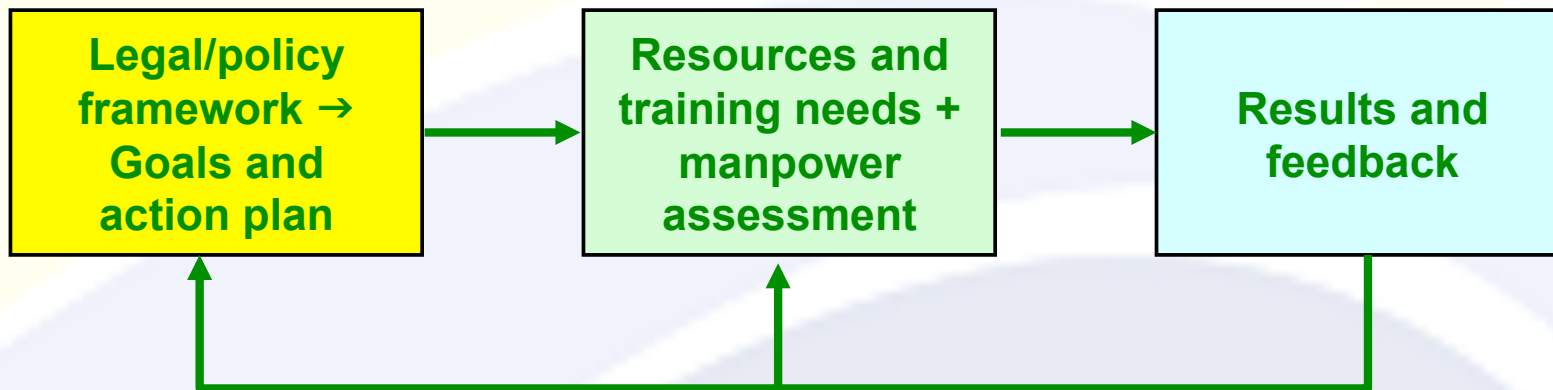 Legal/policy
framework →
Goals and
action plan
Resources and
training needs +
manpower
assessment
Results and
feedback